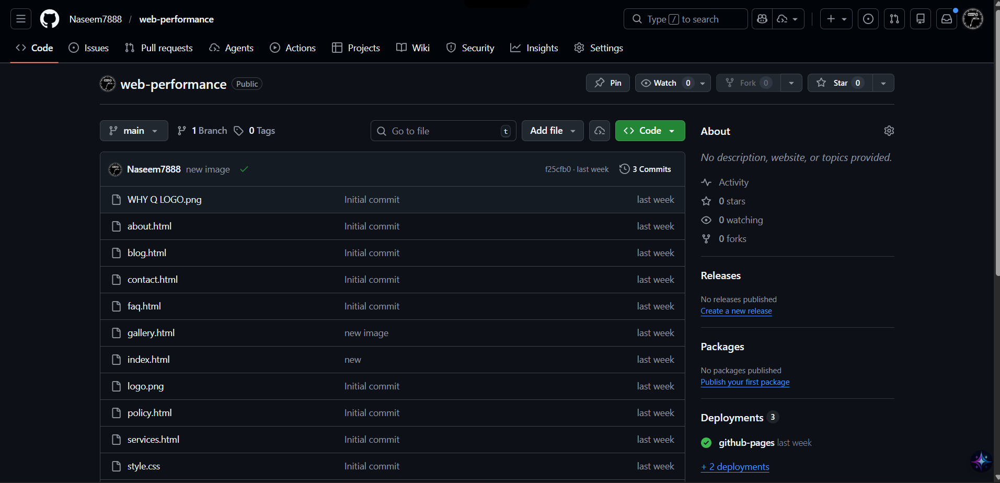 Naseem7888 / web-performance
Type / to search
Code Issues Pull requests Agents Actions Projects Wiki Security Insights Settings
web-performance Public
Pin Watch 0 Fork 0 Star 0
main 1 Branch 0 Tags
Go to file t Add file Code
Naseem7888 new image f25cfb0 · last week 3 Commits
WHY Q LOGO.png Initial commit last week
about.html Initial commit last week
blog.html Initial commit last week
contact.html Initial commit last week
faq.html Initial commit last week
gallery.html new image last week
index.html new last week
logo.png Initial commit last week
policy.html Initial commit last week
services.html Initial commit last week
style.css Initial commit last week
About
No description, website, or topics provided.
Activity
0 stars
0 watching
0 forks
Releases
No releases published
Create a new release
Packages
No packages published
Publish your first package
Deployments 3
github-pages last week
+ 2 deployments